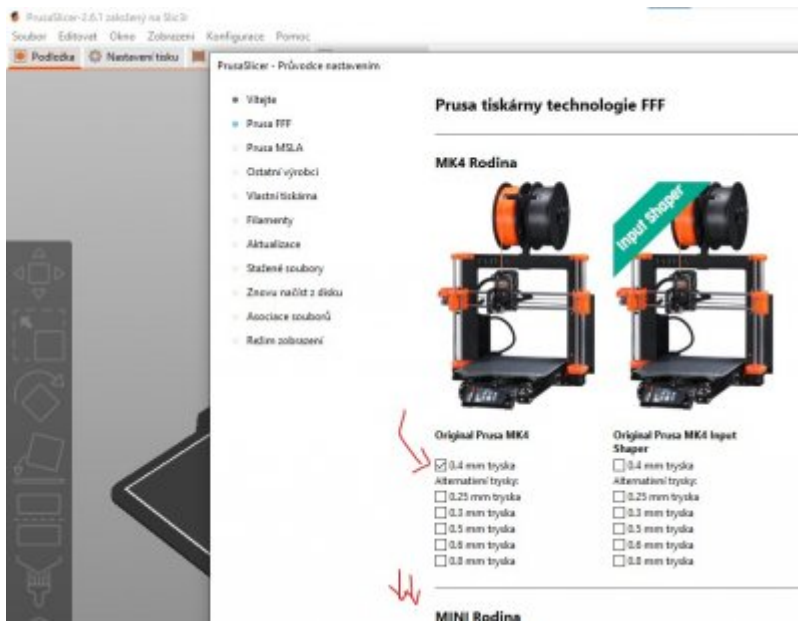 PrusaSlicer-2.6.1 založený na Slic3r
Soubor Editovat Okno Zobrazení Konfigurace Pomoc
Podložka Nastavení tisku
PrusaSlicer - Průvodce nastavením
Vítejte
Prusa FFF
Prusa MSLA
Ostatní výrobci
Vlastní tiskárna
Filamenty
Aktualizace
Stažené soubory
Znovu načíst z disku
Asociace souborů
Režim zobrazení
Prusa tiskárny technologie FFF
MK4 Rodina
Input Shaper
Original Prusa MK4
0.4 mm tryska
Alternativní trysky:
0.25 mm tryska
0.3 mm tryska
0.5 mm tryska
0.6 mm tryska
0.8 mm tryska
Original Prusa MK4 Input
Shaper
0.4 mm tryska
Alternativní trysky:
0.25 mm tryska
0.3 mm tryska
0.5 mm tryska
0.6 mm tryska
0.8 mm tryska
MINI Rodina